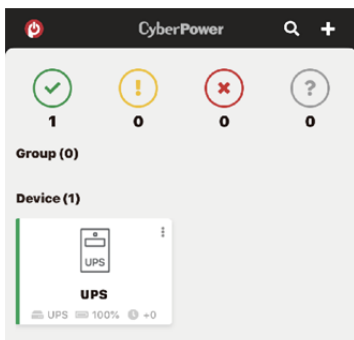 CyberPower
1 0 0 0
Group (0)
Device (1)
UPS
UPS
UPS 100% +0